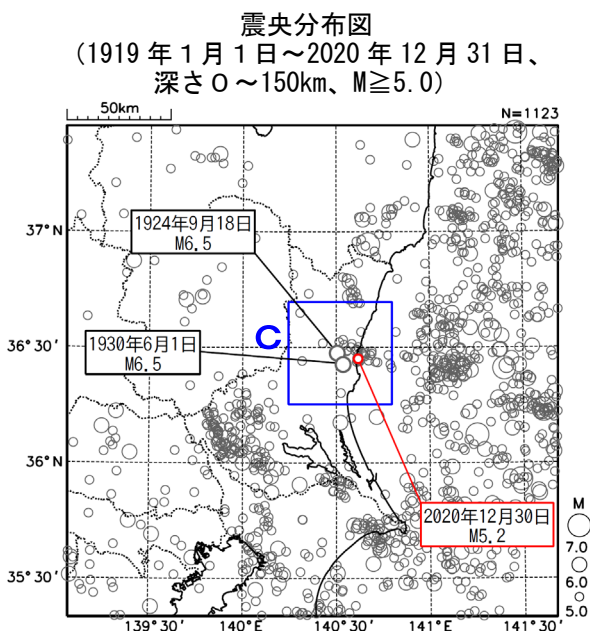 震央分布図
(1919 年１月１日～2020 年 12 月 31 日、
深さ０～150km、M≧5.0)
50km
N=1123
37°N
1924年9月18日
M6.5
C
36°30′
1930年6月1日
M6.5
36°N
2020年12月30日
M5.2
M
7.0
6.0
5.0
35°30′
139°30′
140°E
140°30′
141°E
141°30′